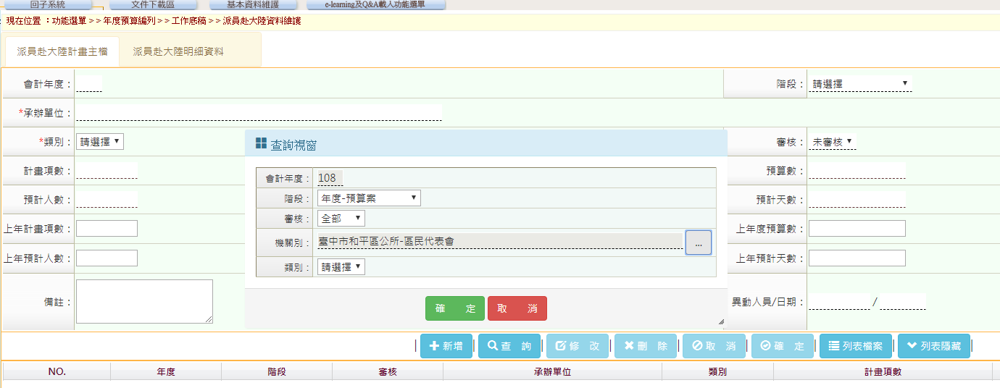 回子系統 文件下載區 基本資料維護 e-learning及Q&A載入功能選單
現在位置 ：功能選單 >> 年度預算編列 >> 工作底稿 >> 派員赴大陸資料維護
派員赴大陸計畫主檔 派員赴大陸明細資料
會計年度： 階段： 請選擇
*承辦單位：
*類別： 請選擇 審核： 未審核
計畫項數： 預算數：
預計人數： 預計天數：
上年計畫項數： 上年度預算數：
上年預計人數： 上年預計天數：
備註： 異動人員/日期： /
查詢視窗
會計年度： 108
階段： 年度-預算案
審核： 全部
機關別： 臺中市和平區公所-區民代表會 ...
類別： 請選擇
確 定 取 消
新增 查 詢 修 改 刪 除 取 消 確 定 列表檔案 列表隱藏
NO. 年度 階段 審核 承辦單位 類別 計畫項數